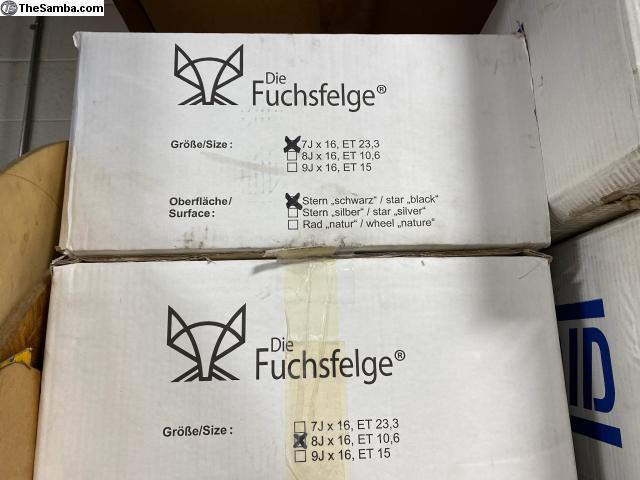 TheSamba.com
Die
Fuchsfelge®
Größe/Size :
7J x 16, ET 23,3
8J x 16, ET 10,6
9J x 16, ET 15
Oberfläche/
Surface :
Stern „schwarz" / star „black"
Stern „silber" / star „silver"
Rad „natur" / wheel „nature"
Die
Fuchsfelge®
Größe/Size :
7J x 16, ET 23,3
8J x 16, ET 10,6
9J x 16, ET 15
ID